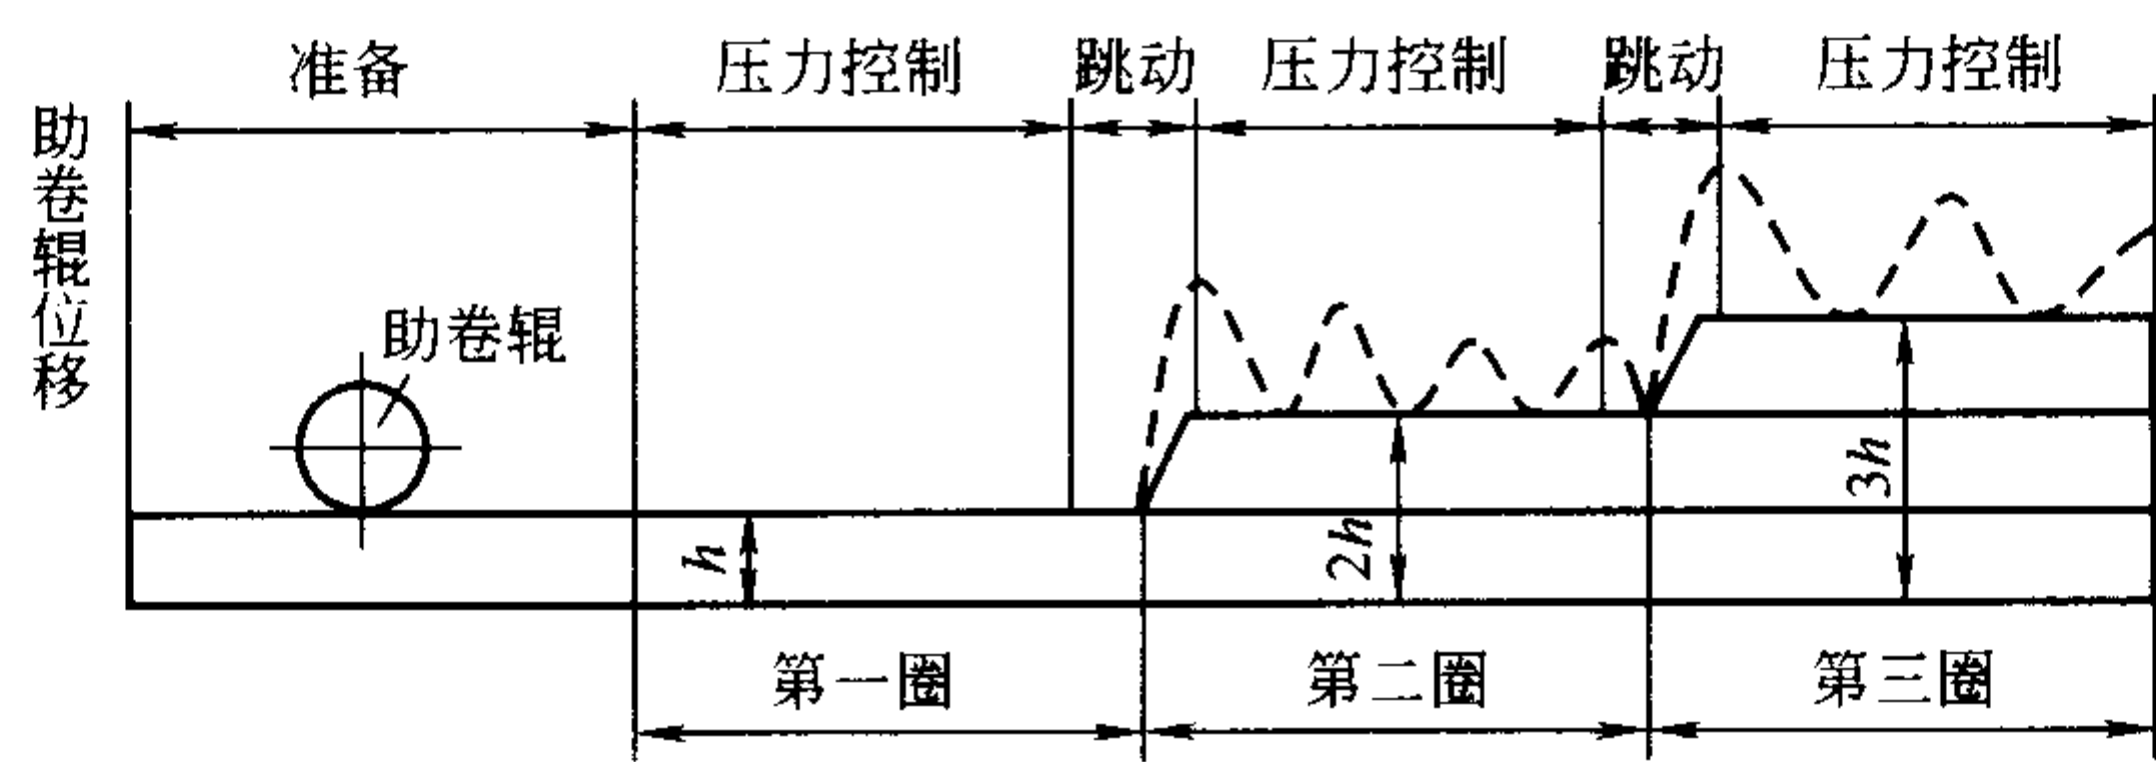 准备 压力控制 跳动 压力控制 跳动 压力控制
助卷辊位移
助卷辊
h
2h
3h
第一圈 第二圈 第三圈